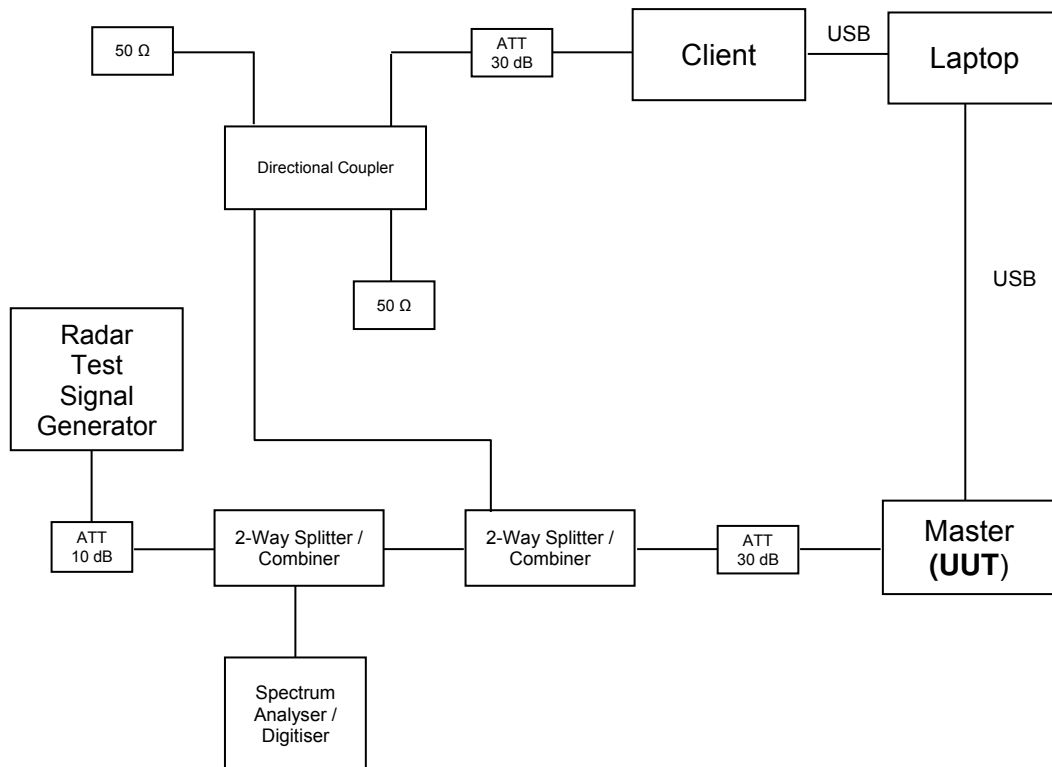 50 Ω
ATT
30 dB
Client
USB
Laptop
Directional Coupler
50 Ω
USB
Radar
Test
Signal
Generator
ATT
10 dB
2-Way Splitter /
Combiner
2-Way Splitter /
Combiner
ATT
30 dB
Master
(UUT)
Spectrum
Analyser /
Digitiser